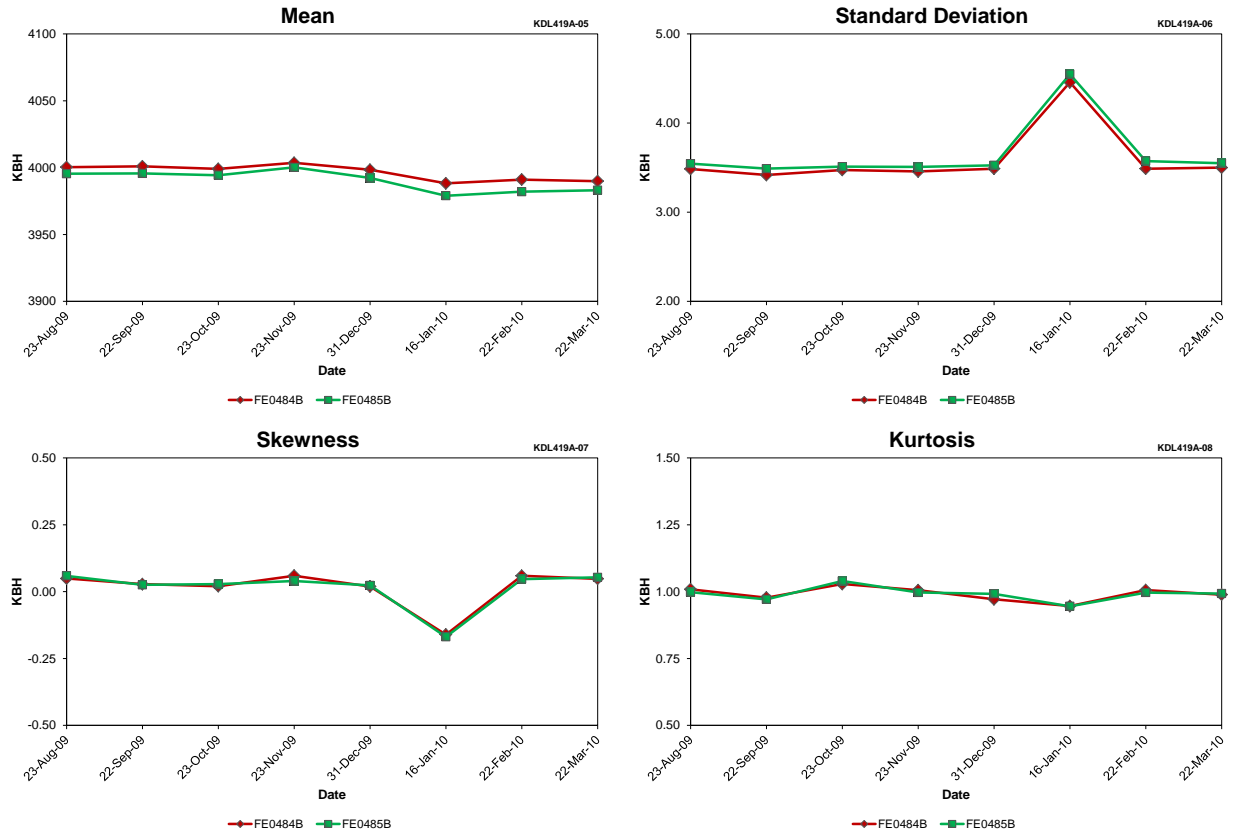 Mean
KDL419A-05
4100
4050
4000
3950
3900
KBH
23-Aug-09
22-Sep-09
23-Oct-09
23-Nov-09
31-Dec-09
16-Jan-10
22-Feb-10
22-Mar-10
Date
FE0484B FE0485B
Standard Deviation
KDL419A-06
5.00
4.00
3.00
2.00
KBH
23-Aug-09
22-Sep-09
23-Oct-09
23-Nov-09
31-Dec-09
16-Jan-10
22-Feb-10
22-Mar-10
Date
FE0484B FE0485B
Skewness
KDL419A-07
0.50
0.25
0.00
-0.25
-0.50
KBH
23-Aug-09
22-Sep-09
23-Oct-09
23-Nov-09
31-Dec-09
16-Jan-10
22-Feb-10
22-Mar-10
Date
FE0484B FE0485B
Kurtosis
KDL419A-08
1.50
1.25
1.00
0.75
0.50
KBH
23-Aug-09
22-Sep-09
23-Oct-09
23-Nov-09
31-Dec-09
16-Jan-10
22-Feb-10
22-Mar-10
Date
FE0484B FE0485B